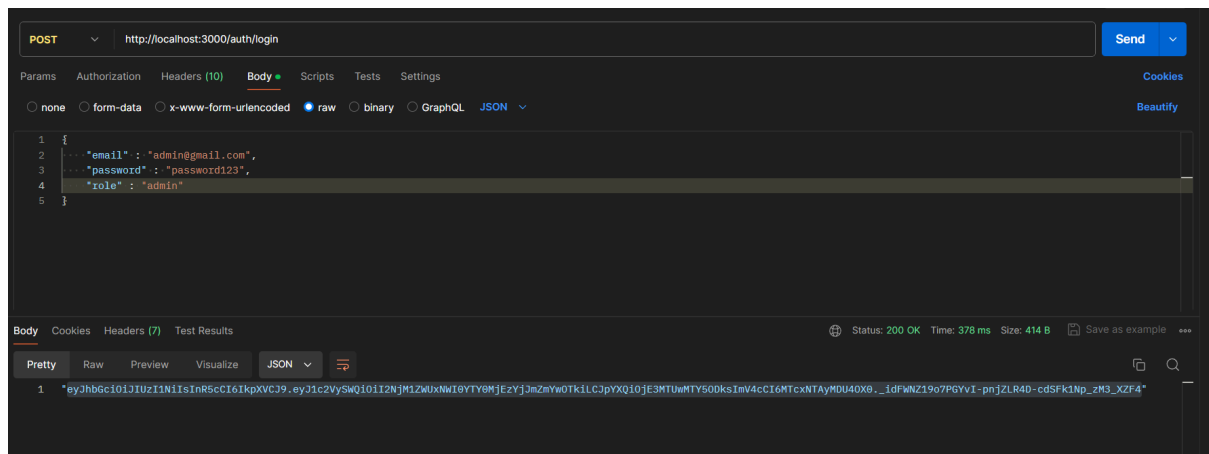 POST http://localhost:3000/auth/login Send
Params Authorization Headers (10) Body Scripts Tests Settings Cookies
none form-data x-www-form-urlencoded raw binary GraphQL JSON Beautify
1 {
2 ····"email"·:·"admin@gmail.com",
3 ····"password"·:·"password123",
4 ····"role" : "admin"
5 }
Body Cookies Headers (7) Test Results Status: 200 OK Time: 378 ms Size: 414 B Save as example
Pretty Raw Preview Visualize JSON
1 "eyJhbGciOiJIUzI1NiIsInR5cCI6IkpXVCJ9.eyJ1c2VySWQiOiI2NjM1ZWUxNWI0YTY0MjEzYjJmZmYwOTkiLCJpYXQiOjE3MTUwMTY5ODksImV4cCI6MTcxNTAyMDU4OX0._idFWNZ19o7PGYvI-pnjZLR4D-cdSFk1Np_zM3_XZF4"